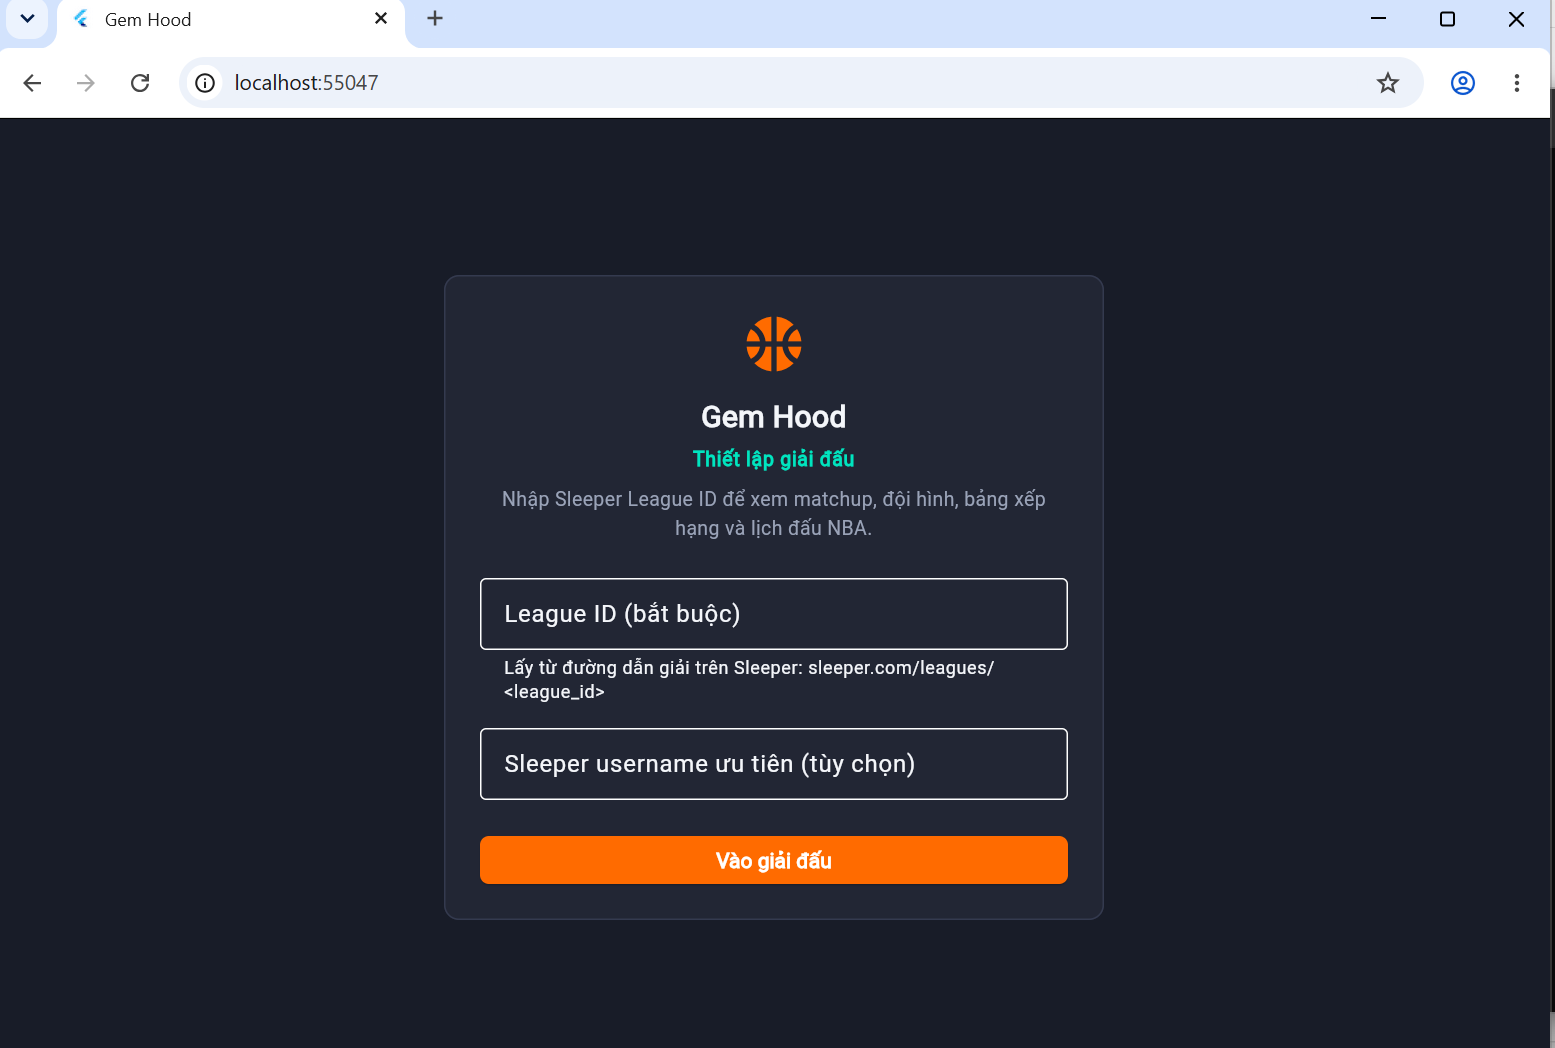 Gem Hood
localhost:55047
Gem Hood
Thiết lập giải đấu
Nhập Sleeper League ID để xem matchup, đội hình, bảng xếp
hạng và lịch đấu NBA.
League ID (bắt buộc)
Lấy từ đường dẫn giải trên Sleeper: sleeper.com/leagues/
<league_id>
Sleeper username ưu tiên (tùy chọn)
Vào giải đấu